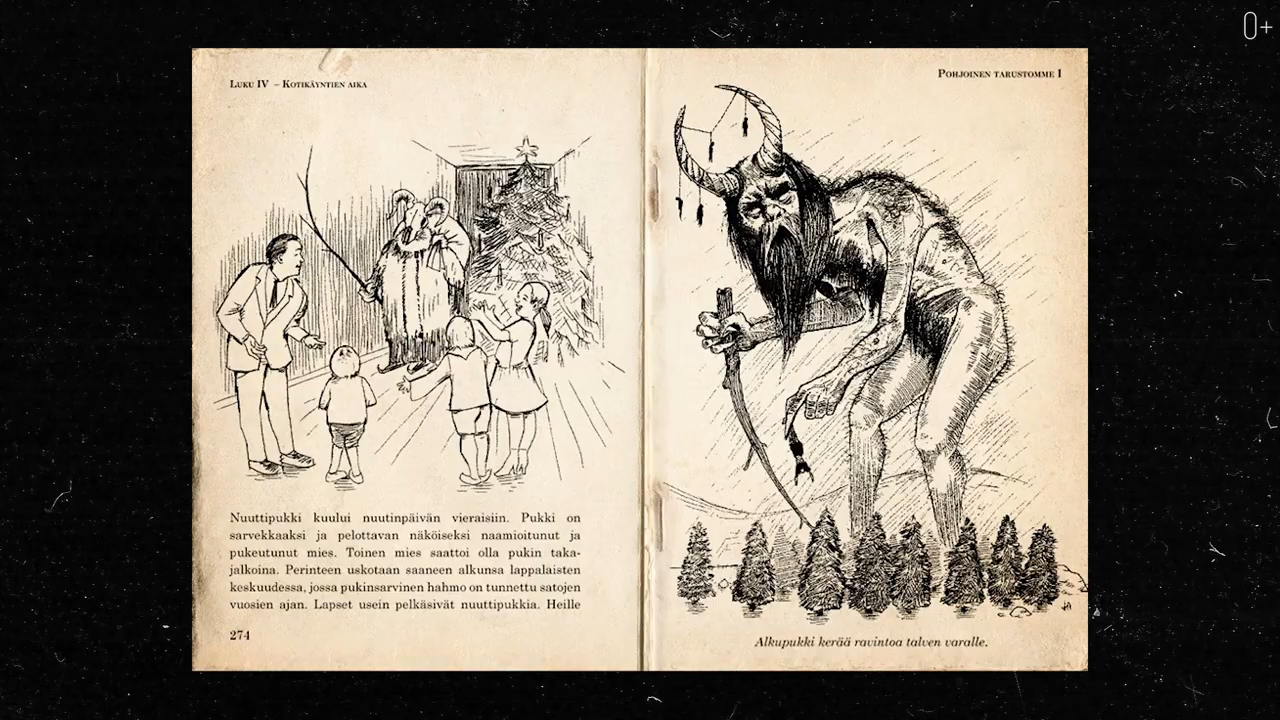 0+
LUKU IV – KOTIKÄYNTIEN AIKA
Nuuttipukki kuului nuutinpäivän vieraisiin. Pukki on
sarvekkaaksi ja pelottavan näköiseksi naamioitunut ja
pukeutunut mies. Toinen mies saattoi olla pukin taka-
jalkoina. Perinteen uskotaan saaneen alkunsa lappalaisten
keskuudessa, jossa pukinsarvinen hahmo on tunnettu satojen
vuosien ajan. Lapset usein pelkäsivät nuuttipukkia. Heille
274
POHJOINEN TARUSTOMME I
Alkupukki kerää ravintoa talven varalle.